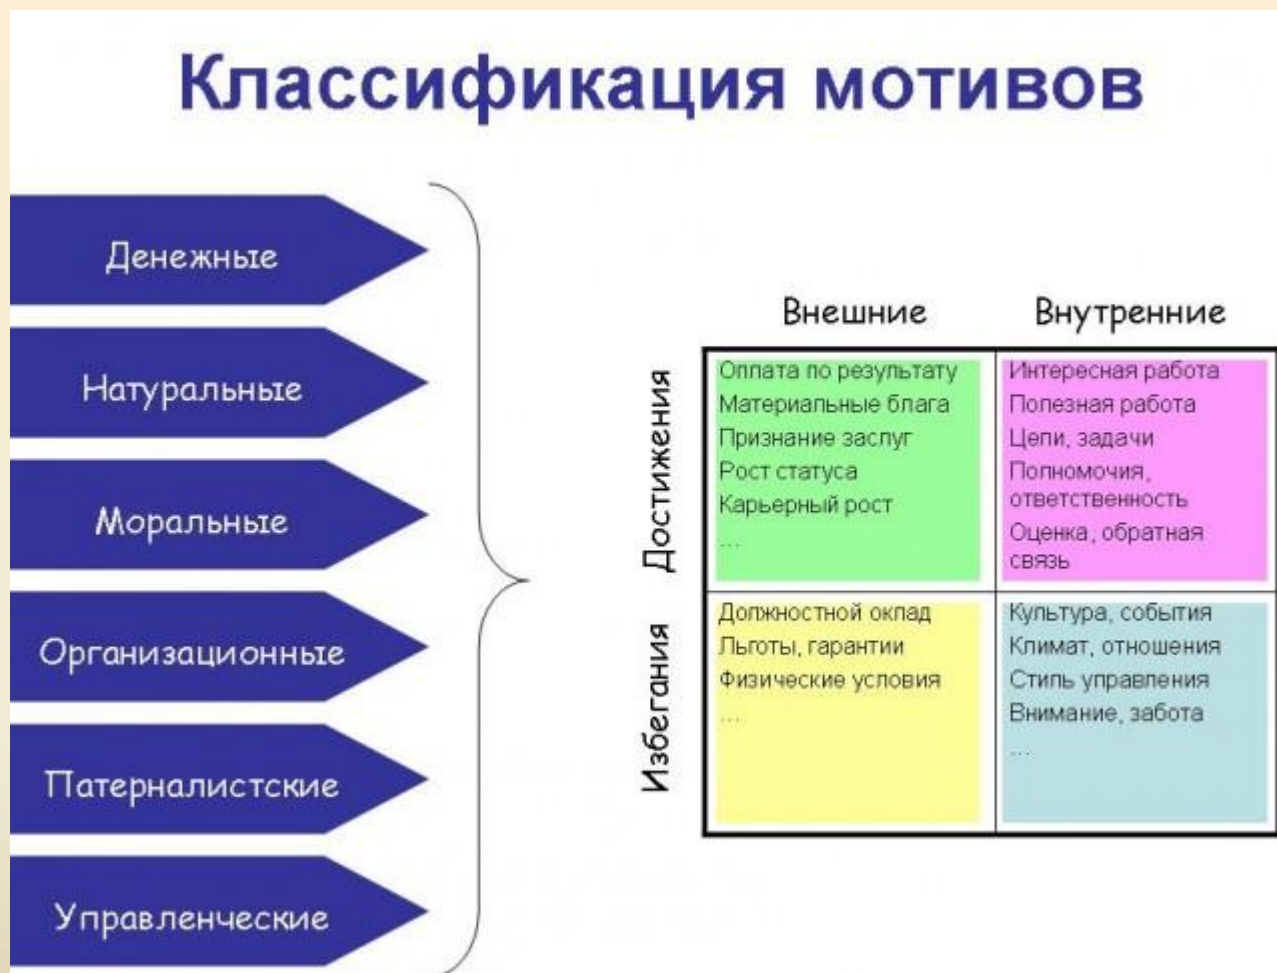 Классификация мотивов
Денежные
Натуральные
Моральные
Организационные
Патерналистские
Управленческие
Внешние
Внутренние
Достижения
Оплата по результату
Материальные блага
Признание заслуг
Рост статуса
Карьерный рост
...
Интересная работа
Полезная работа
Цели, задачи
Полномочия,
ответственность
Оценка, обратная
связь
Избегания
Должностной оклад
Льготы, гарантии
Физические условия
...
Культура, события
Климат, отношения
Стиль управления
Внимание, забота
...